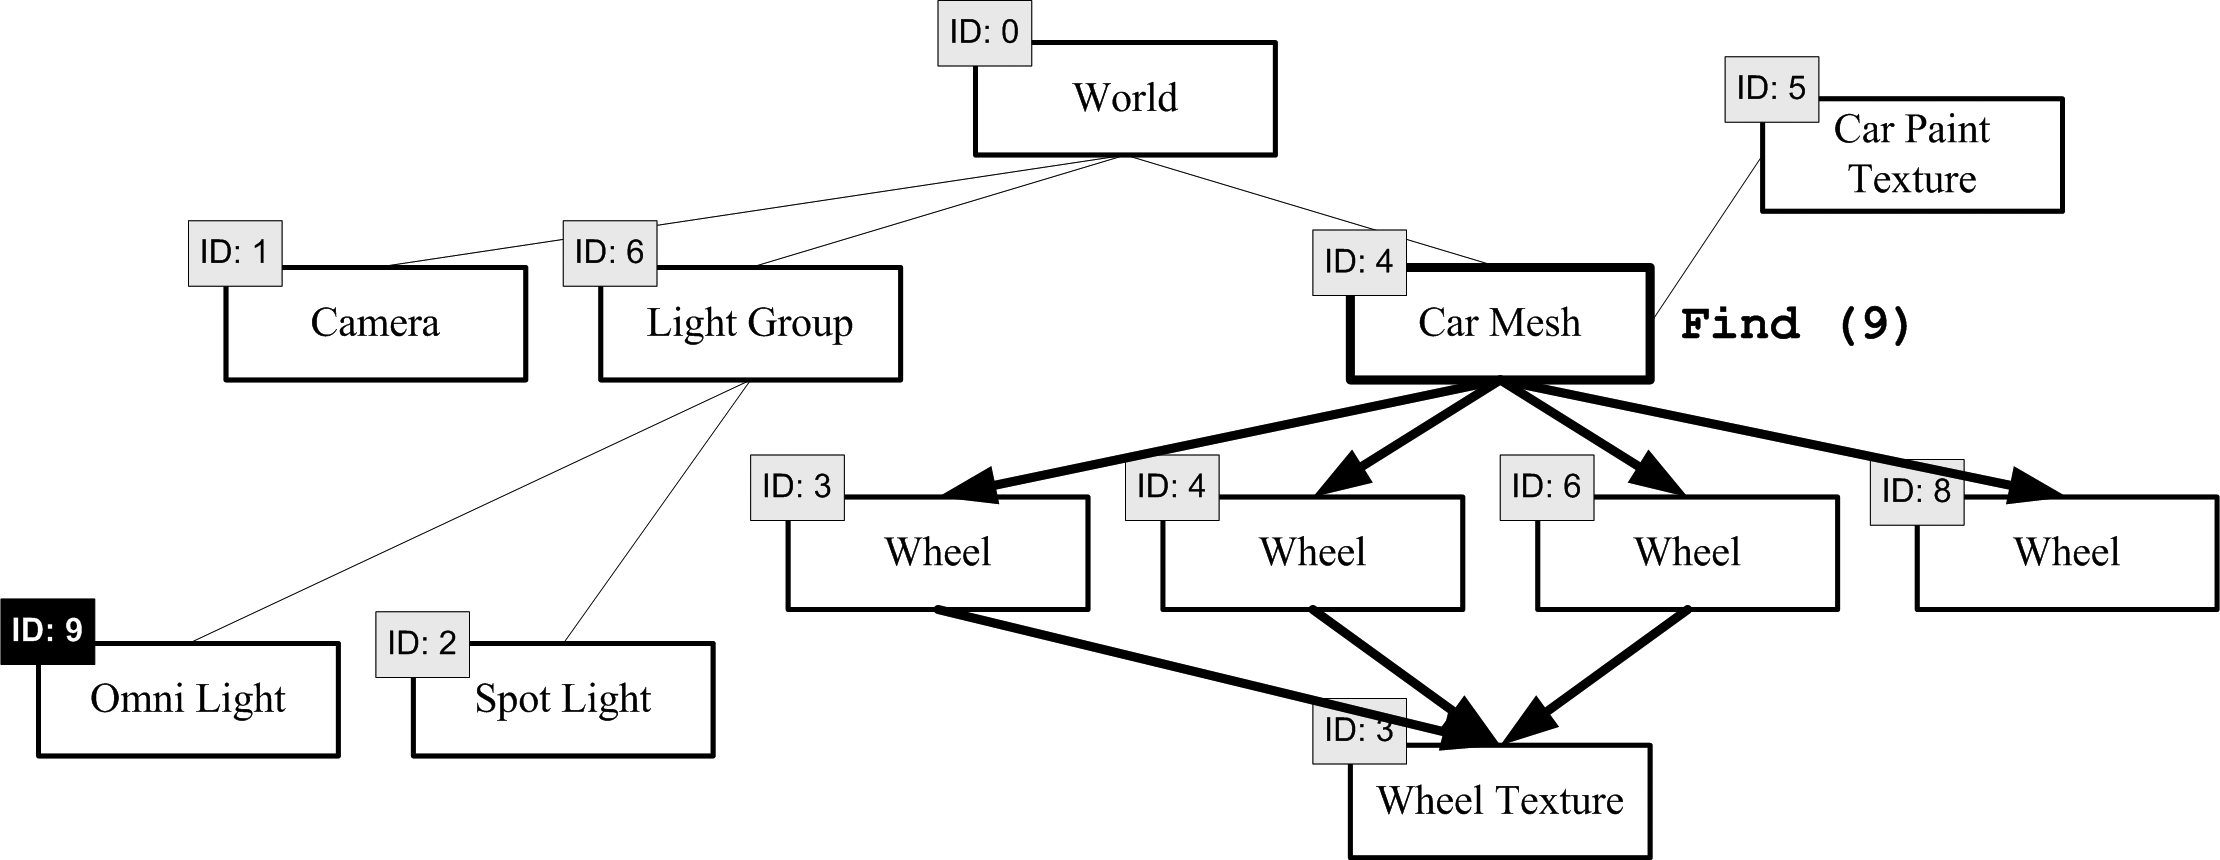 ID: 0
World
ID: 5
Car Paint
Texture
ID: 1
Camera
ID: 6
Light Group
ID: 4
Car Mesh
Find (9)
ID: 3
Wheel
ID: 4
Wheel
ID: 6
Wheel
ID: 8
Wheel
ID: 9
Omni Light
ID: 2
Spot Light
ID: 3
Wheel Texture